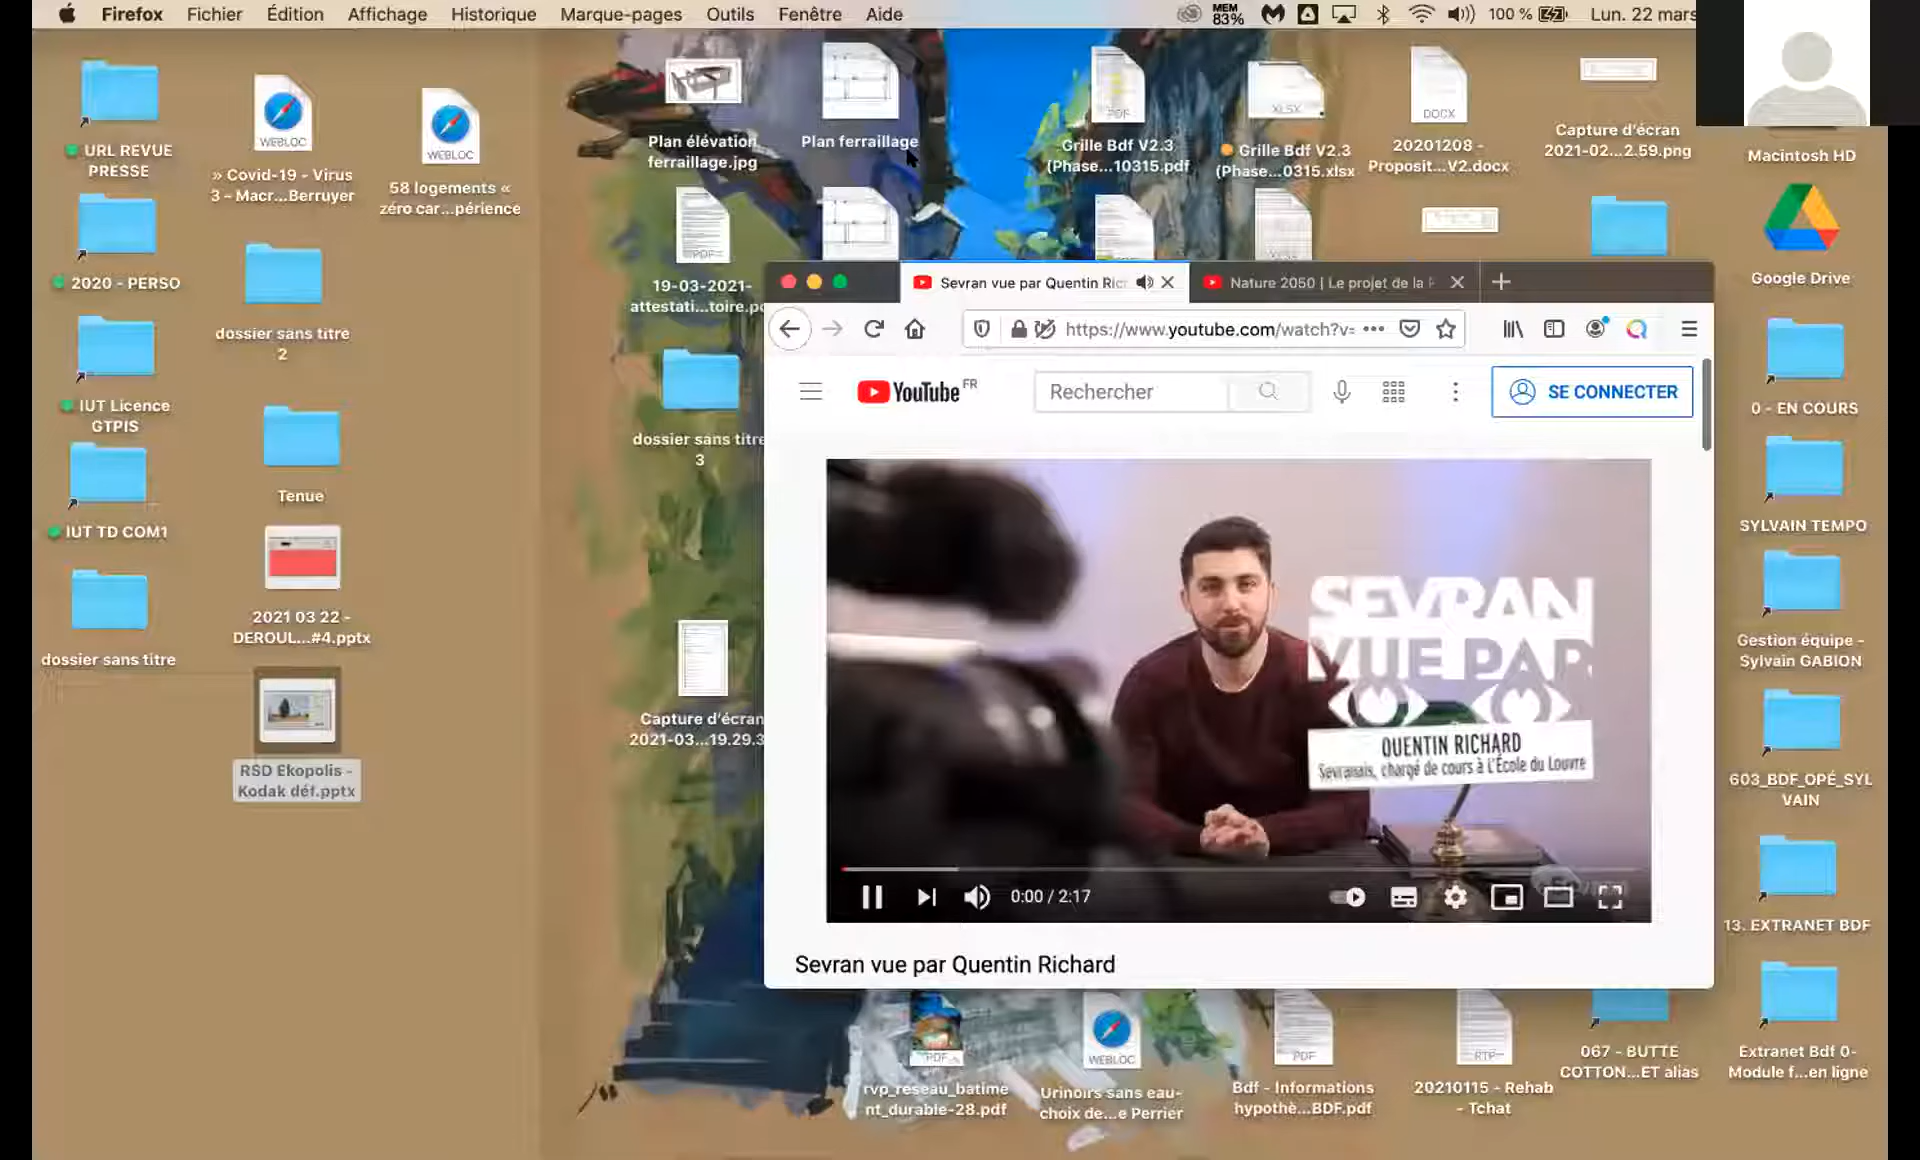 Firefox Fichier Édition Affichage Historique Marque-pages Outils Fenêtre Aide
MEM
83%
100 %
Lun. 22 mars
URL REVUE
PRESSE
2020 - PERSO
IUT Licence
GTPIS
IUT TD COM1
dossier sans titre
WEBLOC
» Covid-19 - Virus
3 - Macr...Berruyer
dossier sans titre
2
Tenue
2021 03 22 -
DEROUL...#4.pptx
RSD Ekopolis -
Kodak déf.pptx
WEBLOC
58 logements «
zéro car...périence
Plan élévation
ferraillage.jpg
Plan ferraillage
PDF
Grille Bdf V2.3
(Phase...10315.pdf
XLSX
Grille Bdf V2.3
(Phase...0315.xlsx
DOCX
20201208 -
Proposit...V2.docx
Capture d'écran
2021-02...2.59.png
PDF
19-03-2021-
attestati...toire.pd
dossier sans titre
3
Capture d'écran
2021-03...19.29.3
Sevran vue par Quentin Ric
Nature 2050 | Le projet de la
https://www.youtube.com/watch?v=
YouTube FR
Rechercher
SE CONNECTER
SEVRAN
VUE PAR
QUENTIN RICHARD
Sevranais, chargé de cours à l'École du Louvre
0:00 / 2:17
Sevran vue par Quentin Richard
PDF
rvp_reseau_batime
nt_durable-28.pdf
WEBLOC
Urinoirs sans eau-
choix de...e Perrier
PDF
Bdf - Informations
hypothè...BDF.pdf
RTF
20210115 - Rehab
- Tchat
067 - BUTTE
COTTON...ET alias
Macintosh HD
Google Drive
0 - EN COURS
SYLVAIN TEMPO
Gestion équipe -
Sylvain GABION
603_BDF_OPÉ_SYL
VAIN
13. EXTRANET BDF
Extranet Bdf 0-
Module f...en ligne